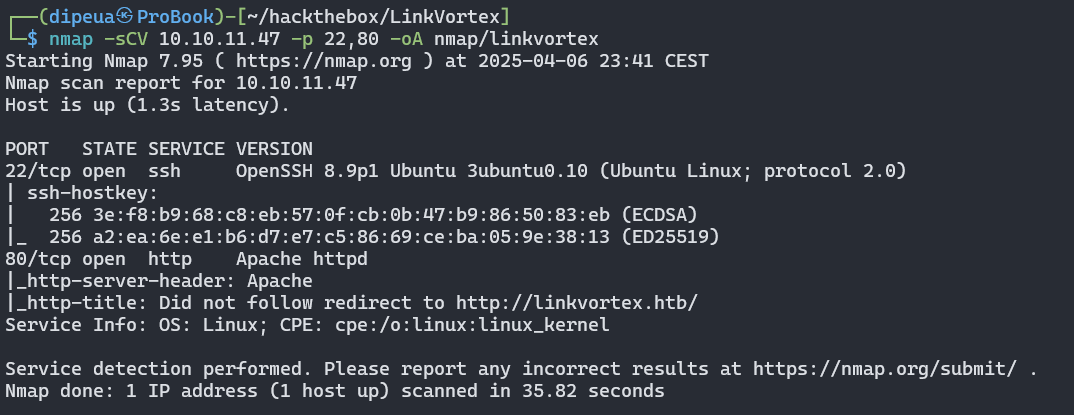 ┌──(dipeua㉿ProBook)-[~/hackthebox/LinkVortex]
└─$ nmap -sCV 10.10.11.47 -p 22,80 -oA nmap/linkvortex
Starting Nmap 7.95 ( https://nmap.org ) at 2025-04-06 23:41 CEST
Nmap scan report for 10.10.11.47
Host is up (1.3s latency).

PORT   STATE SERVICE VERSION
22/tcp open  ssh     OpenSSH 8.9p1 Ubuntu 3ubuntu0.10 (Ubuntu Linux; protocol 2.0)
| ssh-hostkey:
|   256 3e:f8:b9:68:c8:eb:57:0f:cb:0b:47:b9:86:50:83:eb (ECDSA)
|_  256 a2:ea:6e:e1:b6:d7:e7:c5:86:69:ce:ba:05:9e:38:13 (ED25519)
80/tcp open  http    Apache httpd
|_http-server-header: Apache
|_http-title: Did not follow redirect to http://linkvortex.htb/
Service Info: OS: Linux; CPE: cpe:/o:linux:linux_kernel

Service detection performed. Please report any incorrect results at https://nmap.org/submit/ .
Nmap done: 1 IP address (1 host up) scanned in 35.82 seconds